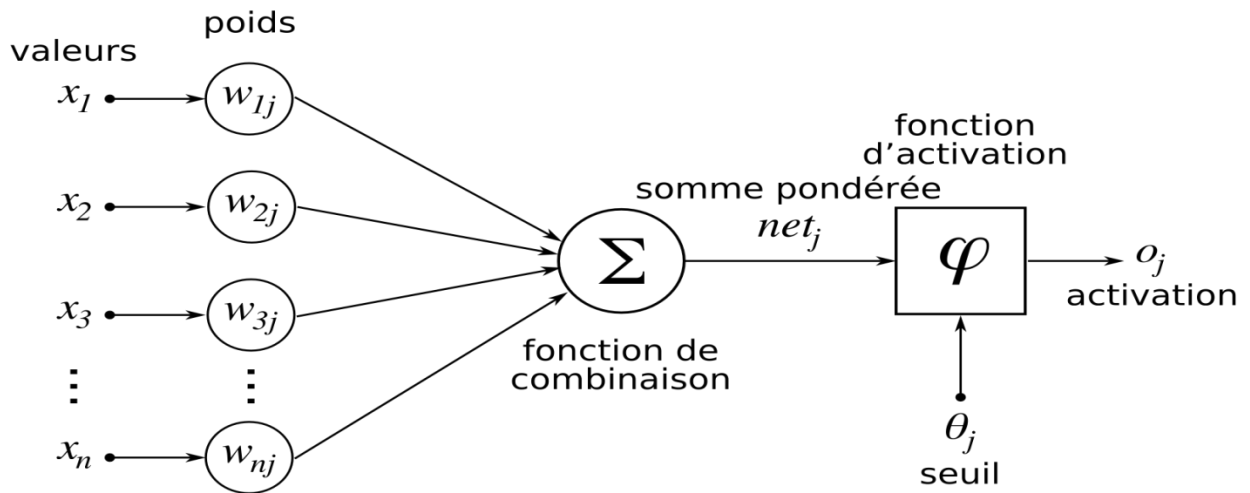 poids
valeurs
x1
w1j
x2
w2j
x3
w3j
⋮
⋮
xn
wnj
Σ
fonction de
combinaison
somme pondérée
netj
fonction
d'activation
φ
oj
activation
θj
seuil